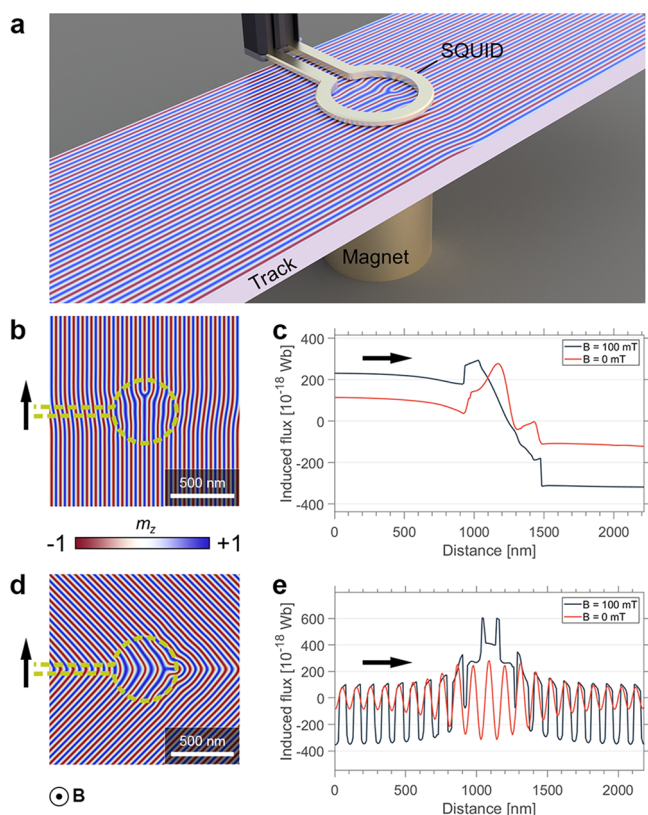 a
SQUID
Track
Magnet
b
500 nm
-1 m_z +1
c
400
200
0
-200
-400
Induced flux [10^-18 Wb]
B = 100 mT
B = 0 mT
0 500 1000 1500 2000
Distance [nm]
d
500 nm
B
e
600
400
200
0
-200
-400
Induced flux [10^-18 Wb]
B = 100 mT
B = 0 mT
0 500 1000 1500 2000
Distance [nm]